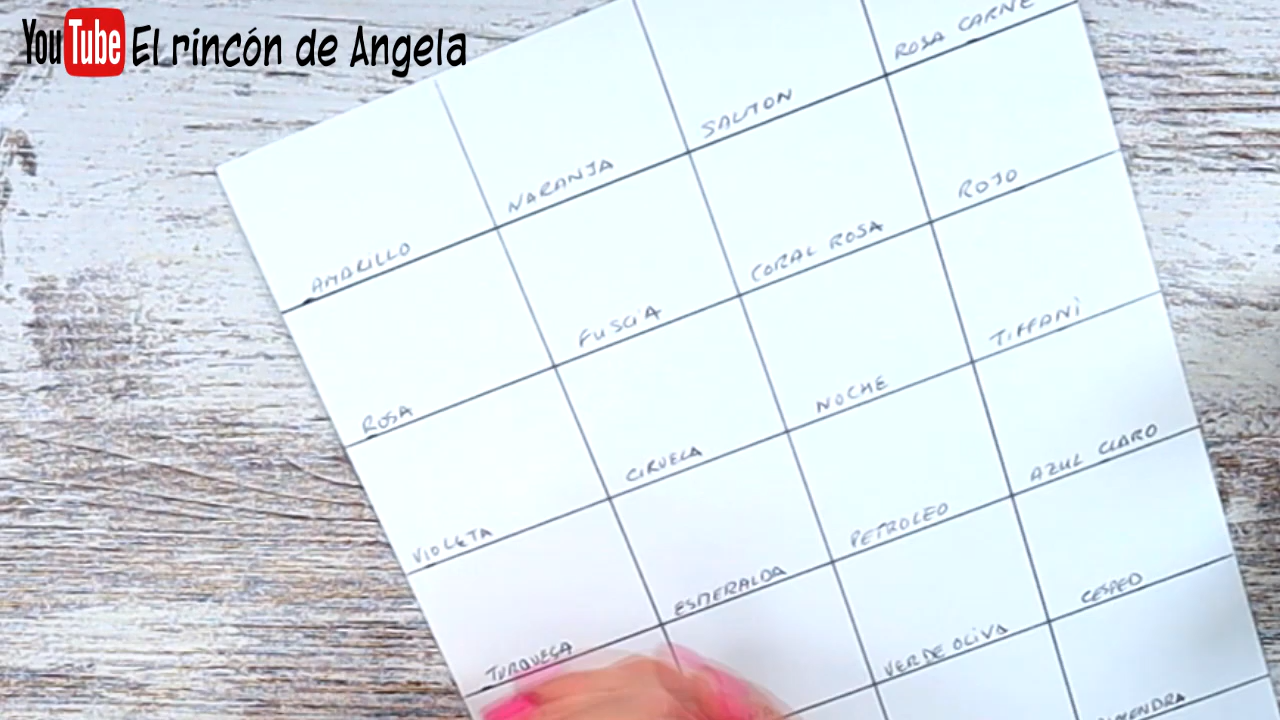 YouTube El rincón de Angela
AMARILLO NARANJA SALMON ROSA CARNE
ROSA FUSCIA CORAL ROSA ROJO
VIOLETA CIRUELA NOCHE TIFFANI
TURQUESA ESMERALDA PETROLEO AZUL CLARO
VERDE OLIVA CESPED